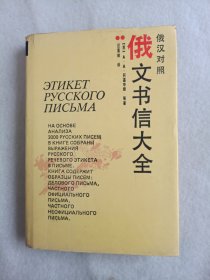 俄汉对照
俄文书信大全
ЭТИКЕТ
РУССКОГО
ПИСЬМА
НА ОСНОВЕ
АНАЛИЗА
3000 РУССКИХ ПИСЕМ
В КНИГЕ СОБРАНЫ
ВЫРАЖЕНИЯ
РУССКОГО
РЕЧЕВОГО ЭТИКЕТА
В ПИСЬМЕ.
КНИГА СОДЕРЖИТ
ОБРАЗЦЫ ПИСЕМ:
ДЕЛОВОГО ПИСЬМА,
ЧАСТНОГО
ОФИЦИАЛЬНОГО
ПИСЬМА,
ЧАСТНОГО
НЕОФИЦИАЛЬНОГО
ПИСЬМА.